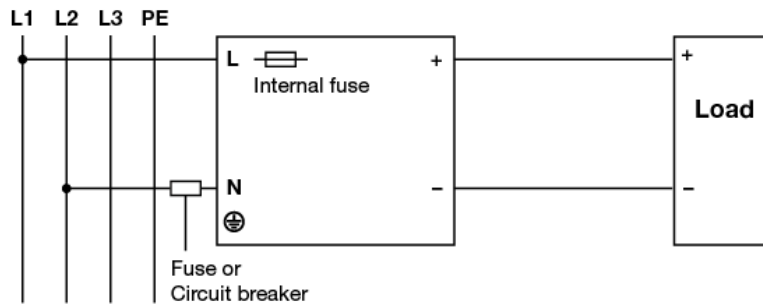 L1 L2 L3 PE
L + +
Internal fuse
Load
N - -
Fuse or
Circuit breaker